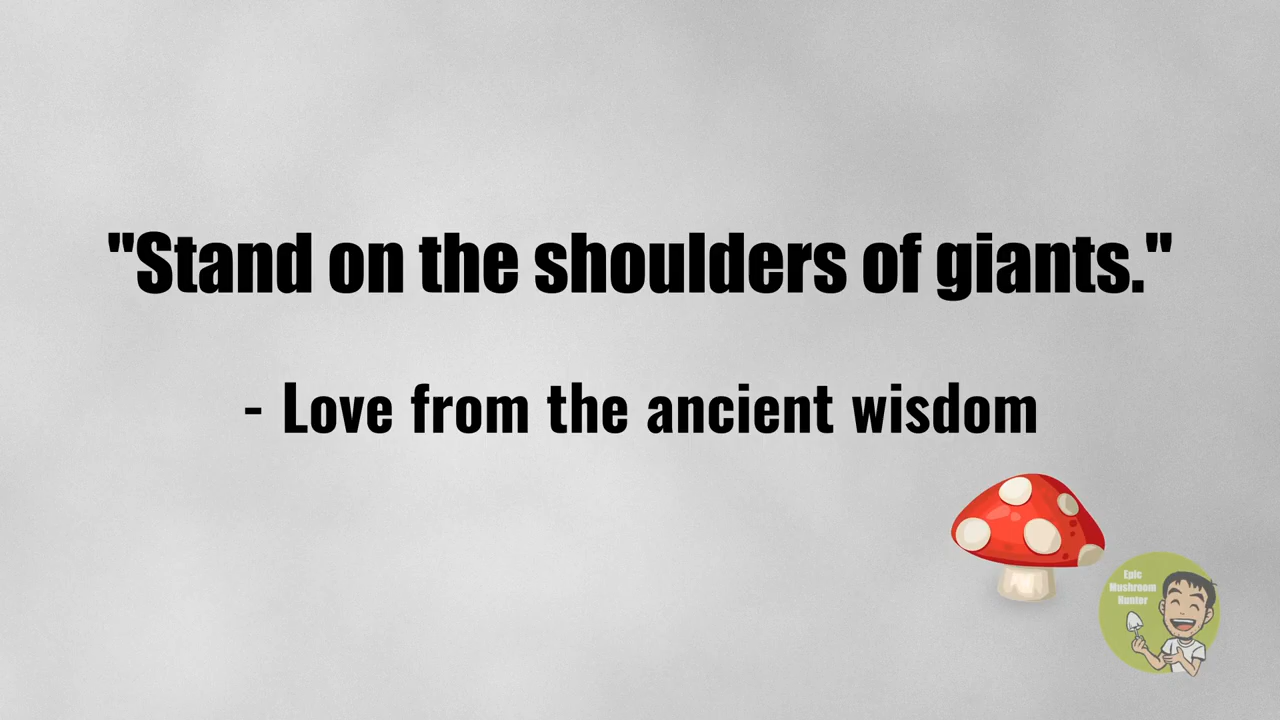 "Stand on the shoulders of giants."
- Love from the ancient wisdom
Epic
Mushroom
Hunter